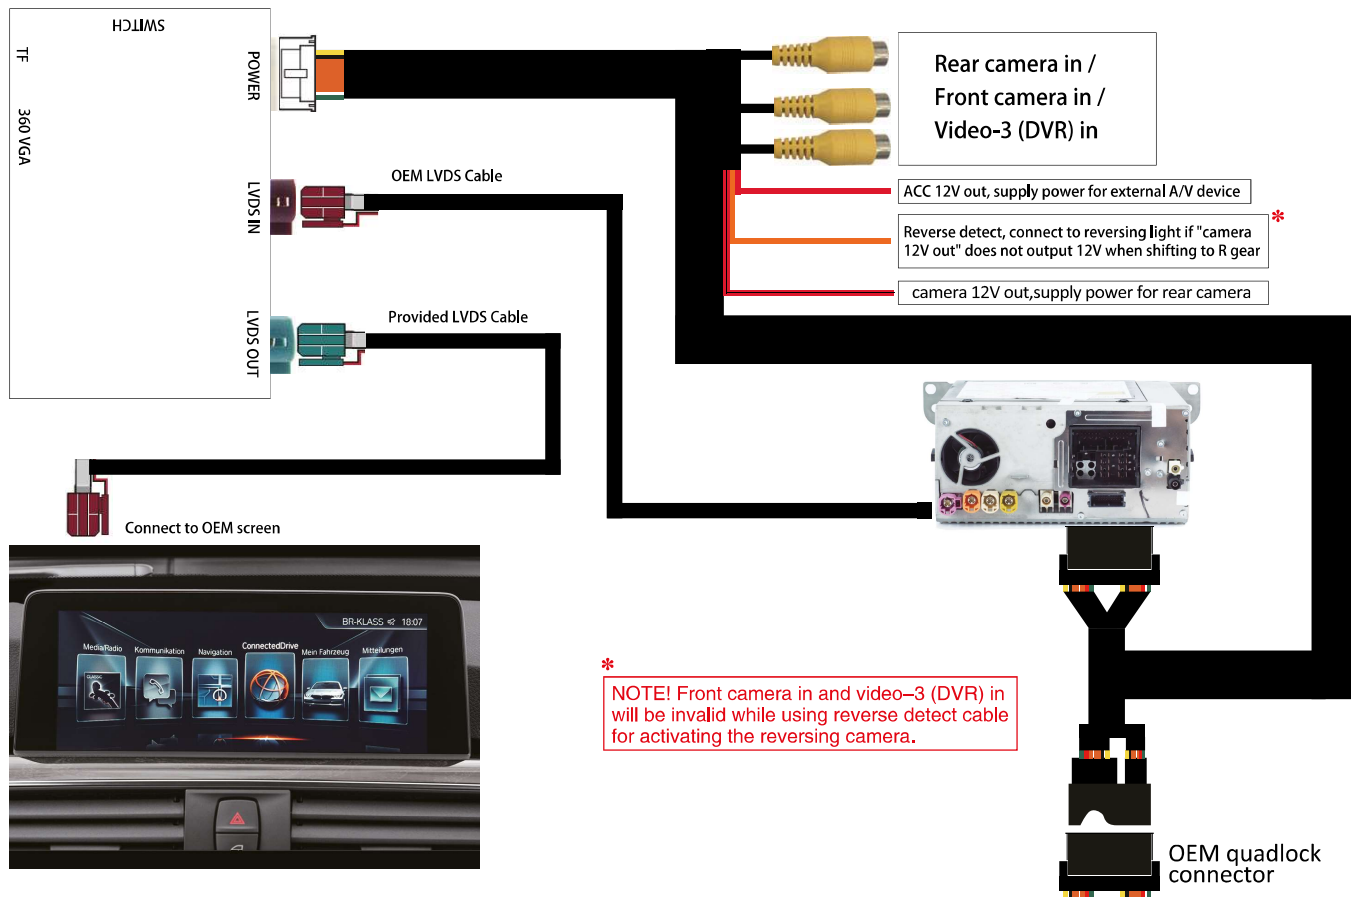 SWITCH
TF
360 VGA
POWER
LVDS IN
LVDS OUT
OEM LVDS Cable
Provided LVDS Cable
Connect to OEM screen
Rear camera in /
Front camera in /
Video-3 (DVR) in
ACC 12V out, supply power for external A/V device
*
Reverse detect, connect to reversing light if "camera
12V out" does not output 12V when shifting to R gear
camera 12V out,supply power for rear camera
BR-KLASS 18:07
Media/Radio
Kommunikation
Navigation
ConnectedDrive
Mein Fahrzeug
Mitteilungen
CLASSIC
*
NOTE! Front camera in and video–3 (DVR) in
will be invalid while using reverse detect cable
for activating the reversing camera.
OEM quadlock
connector